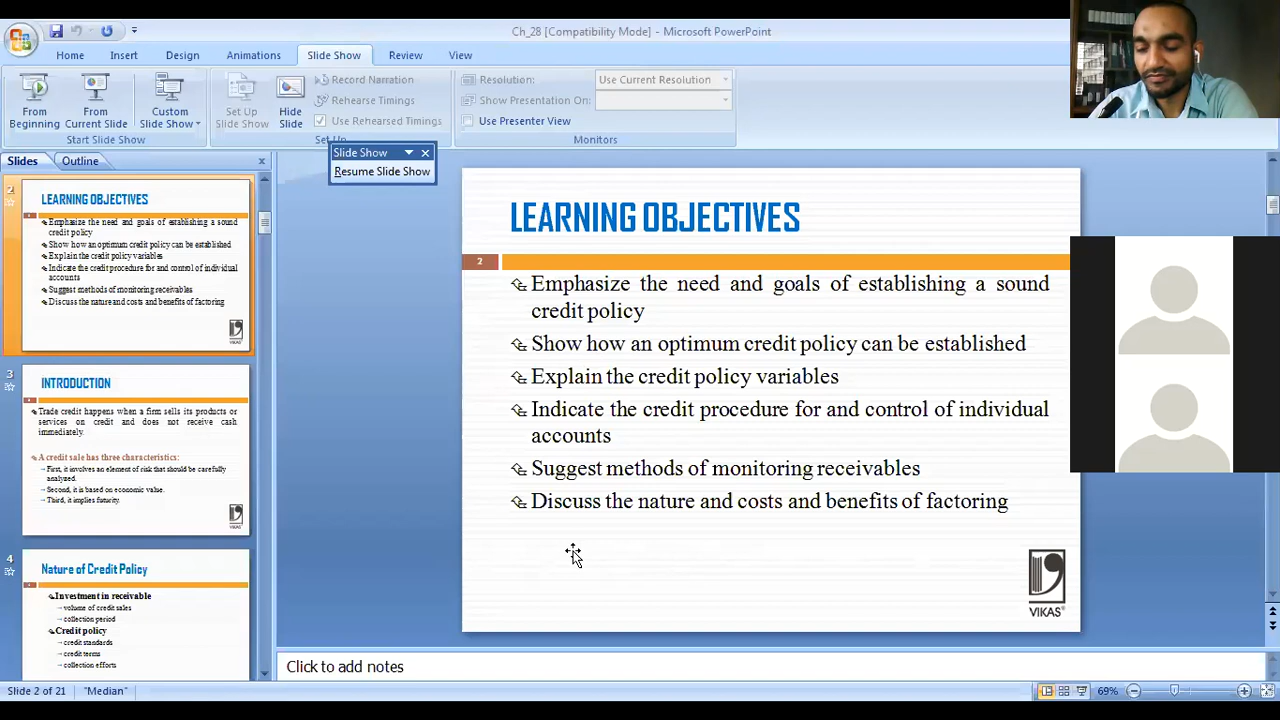 Ch_28 [Compatibility Mode] - Microsoft PowerPoint
Home Insert Design Animations Slide Show Review View
From Beginning
From Current Slide
Custom Slide Show
Set Up Slide Show
Hide Slide
Record Narration
Rehearse Timings
Use Rehearsed Timings
Resolution: Use Current Resolution
Show Presentation On:
Use Presenter View
Start Slide Show
Set Up
Monitors
Slide Show
Resume Slide Show
Slides Outline
2
LEARNING OBJECTIVES
2
Emphasize the need and goals of establishing a sound
credit policy
Show how an optimum credit policy can be established
Explain the credit policy variables
Indicate the credit procedure for and control of individual
accounts
Suggest methods of monitoring receivables
Discuss the nature and costs and benefits of factoring
3
INTRODUCTION
Trade credit happens when a firm sells its products or
services on credit and does not receive cash
immediately.
A credit sale has three characteristics:
First, it involves an element of risk that should be carefully
analyzed.
Second, it is based on economic value.
Third, it implies futurity.
4
Nature of Credit Policy
Investment in receivable
volume of credit sales
collection period
Credit policy
credit standards
credit terms
collection efforts
LEARNING OBJECTIVES
2
Emphasize the need and goals of establishing a sound
credit policy
Show how an optimum credit policy can be established
Explain the credit policy variables
Indicate the credit procedure for and control of individual
accounts
Suggest methods of monitoring receivables
Discuss the nature and costs and benefits of factoring
VIKAS®
Click to add notes
Slide 2 of 21 "Median" 69%